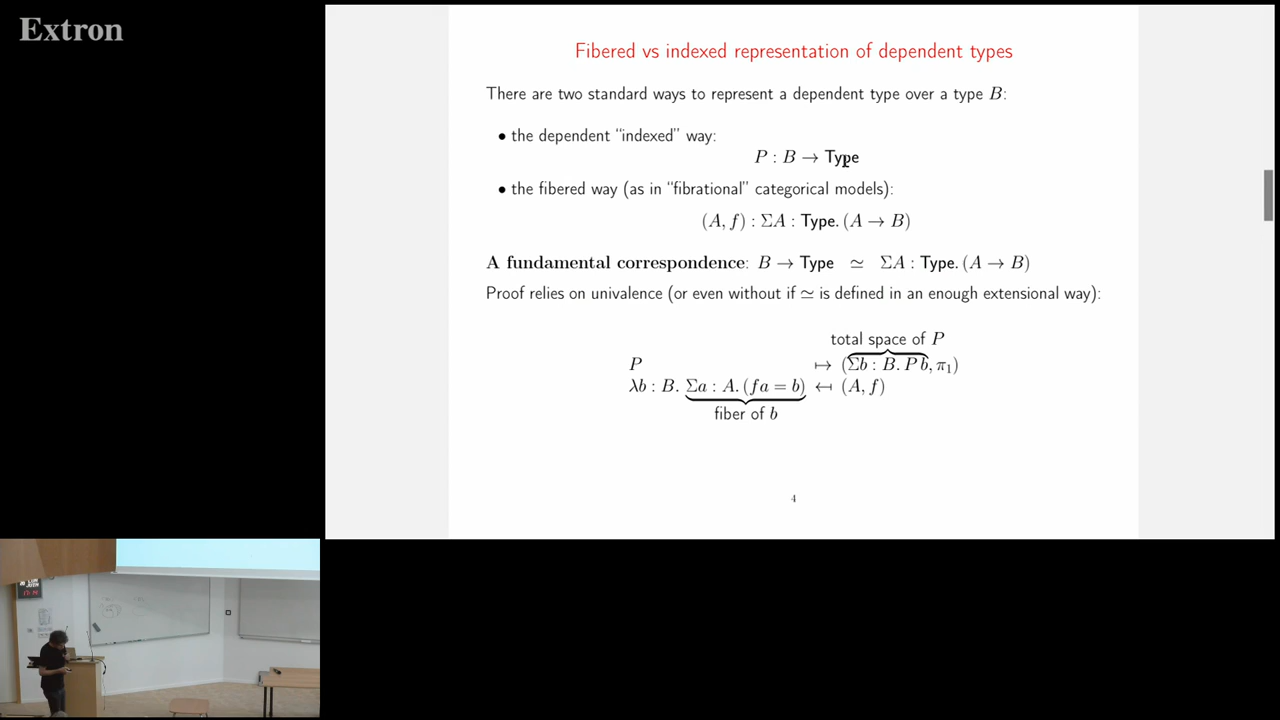 Extron
Fibered vs indexed representation of dependent types
There are two standard ways to represent a dependent type over a type B:
• the dependent “indexed” way:
P : B → Type
• the fibered way (as in “fibrational” categorical models):
(A, f) : ΣA : Type. (A → B)
A fundamental correspondence: B → Type ≃ ΣA : Type. (A → B)
Proof relies on univalence (or even without if ≃ is defined in an enough extensional way):
total space of P
P ↦ (Σb : B. P b, π₁)
λb : B. Σa : A. (f a = b) ↤ (A, f)
fiber of b
4